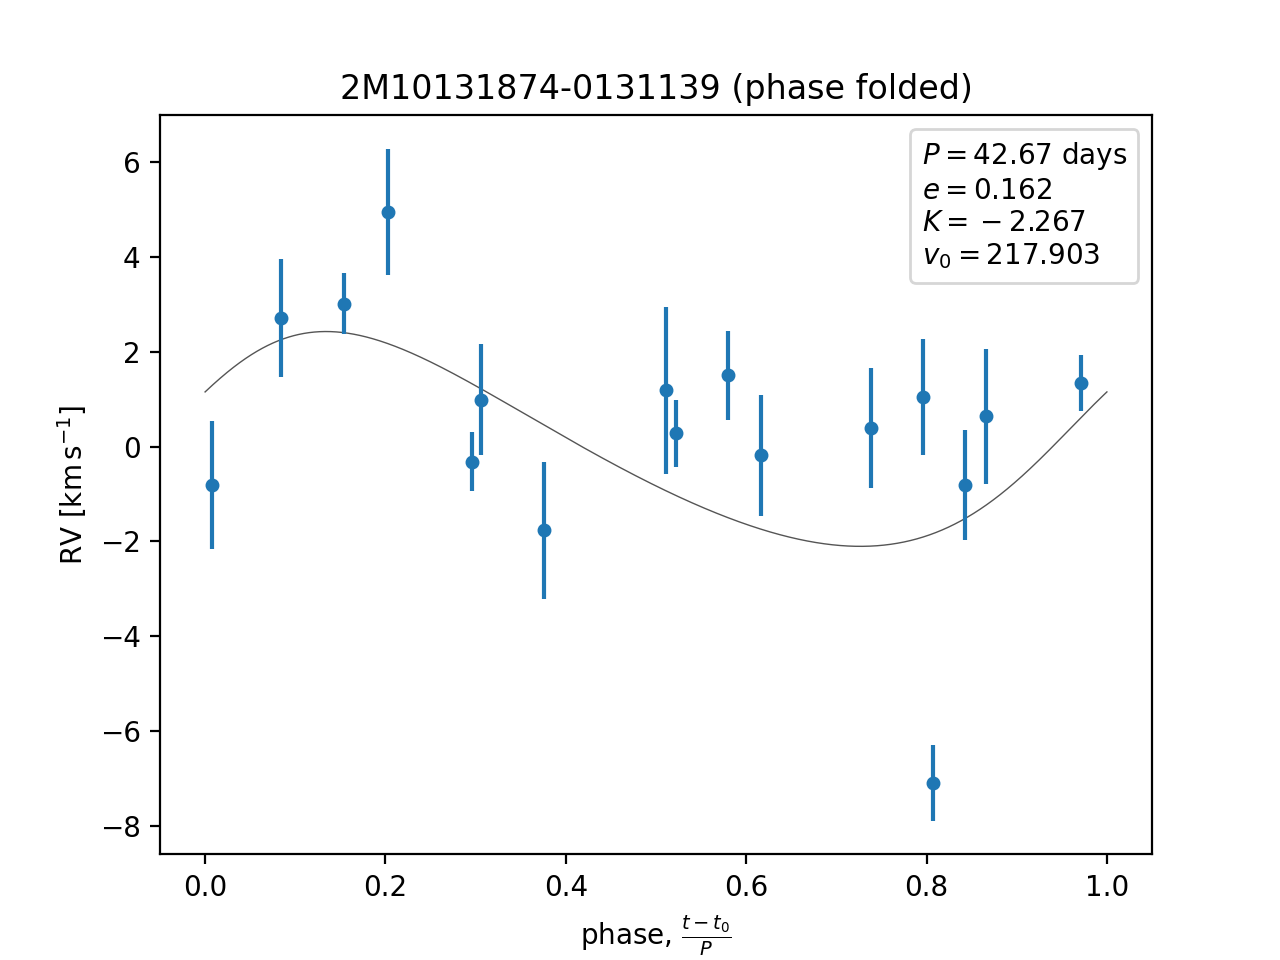 2M10131874-0131139 (phase folded)
P = 42.67 days
e = 0.162
K = −2.267
v₀ = 217.903
RV [km s⁻¹]
6
4
2
0
−2
−4
−6
−8
0.0 0.2 0.4 0.6 0.8 1.0
phase, (t − t₀)/P